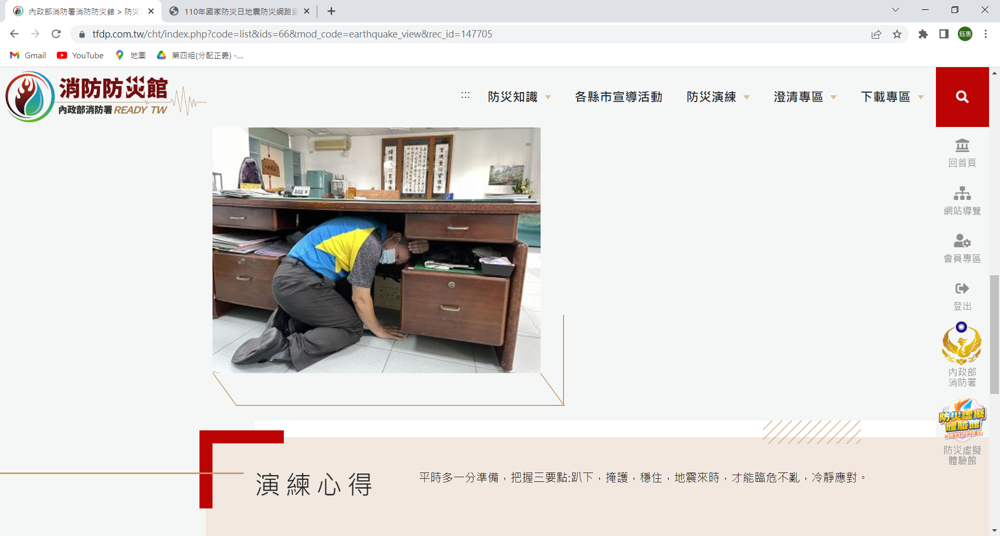 內政部消防署消防防災館 > 防災
110年國家防災日地震防災網路宣
tfdp.com.tw/cht/index.php?code=list&ids=66&mod_code=earthquake_view&rec_id=147705
鈺惠
Gmail
YouTube
地圖
第四組(分配正義) -...
消防防災館
內政部消防署 READY TW
:::
防災知識
各縣市宣導活動
防災演練
澄清專區
下載專區
回首頁
網站導覽
會員專區
登出
內政部
消防署
防災虛擬
體驗館
防災虛擬
體驗館
演練心得
平時多一分準備，把握三要點:趴下，掩護，穩住，地震來時，才能臨危不亂，冷靜應對。